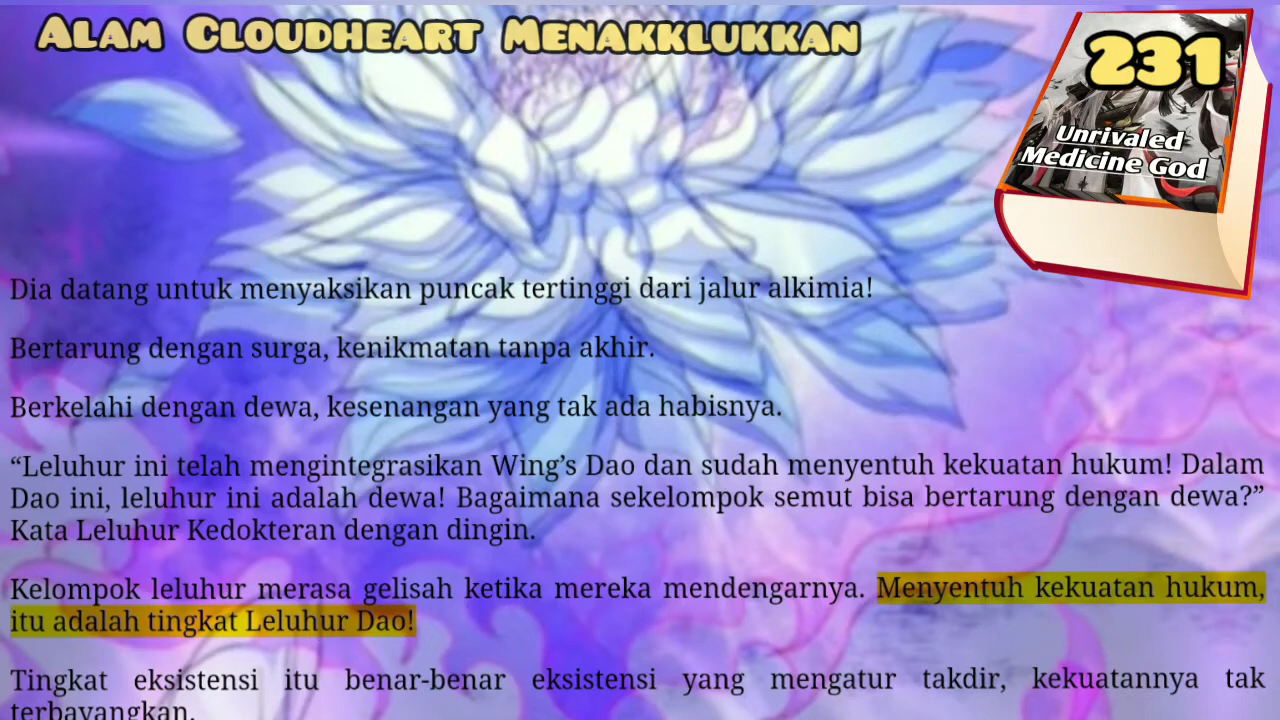 Alam Cloudheart Menakklukkan
231
Unrivaled
Medicine God
Dia datang untuk menyaksikan puncak tertinggi dari jalur alkimia!
Bertarung dengan surga, kenikmatan tanpa akhir.
Berkelahi dengan dewa, kesenangan yang tak ada habisnya.
“Leluhur ini telah mengintegrasikan Wing’s Dao dan sudah menyentuh kekuatan hukum! Dalam
Dao ini, leluhur ini adalah dewa! Bagaimana sekelompok semut bisa bertarung dengan dewa?”
Kata Leluhur Kedokteran dengan dingin.
Kelompok leluhur merasa gelisah ketika mereka mendengarnya. Menyentuh kekuatan hukum,
itu adalah tingkat Leluhur Dao!
Tingkat eksistensi itu benar-benar eksistensi yang mengatur takdir, kekuatannya tak
terbayangkan.